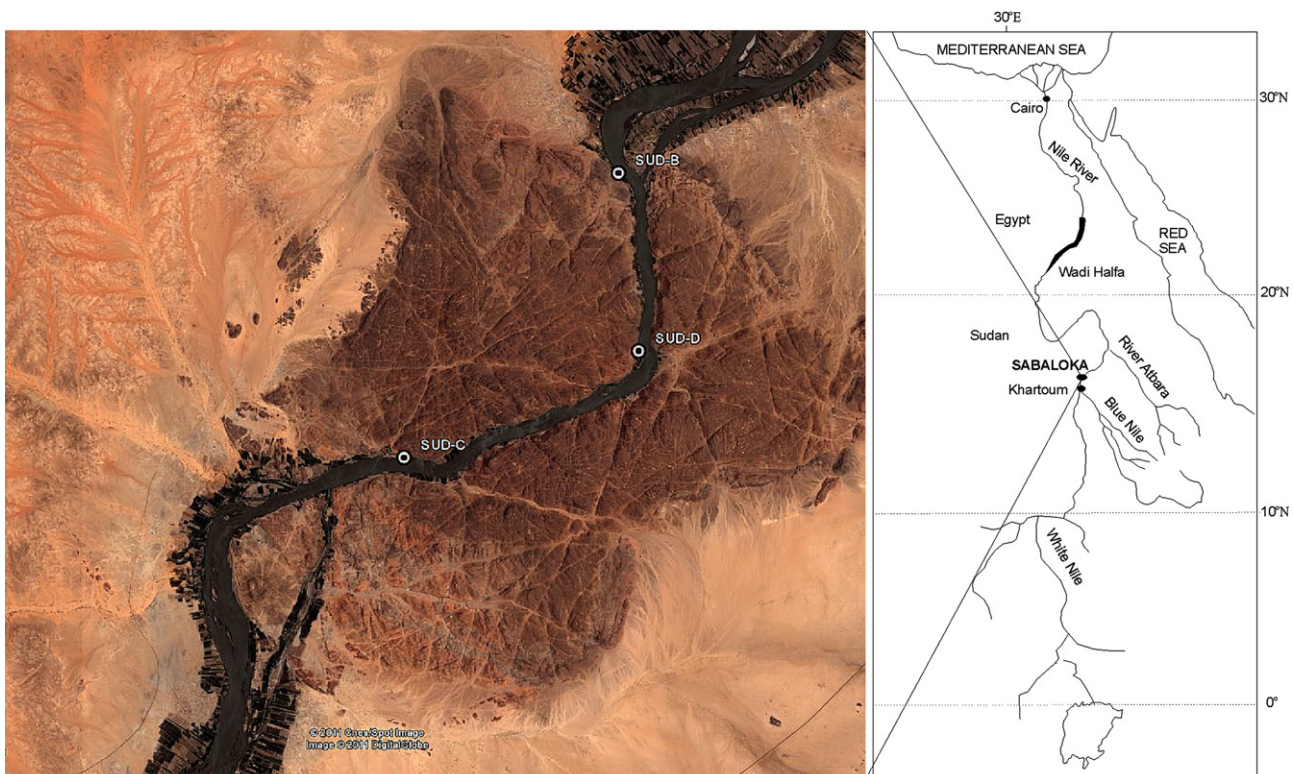 SUD-B
SUD-D
SUD-C
© 2011 Cnes/Spot Image
Image © 2011 DigitalGlobe
30°E
MEDITERRANEAN SEA
30°N
Cairo
Nile River
Egypt
RED
SEA
Wadi Halfa
20°N
Sudan
SABALOKA
River Atbara
Khartoum
Blue Nile
10°N
White Nile
0°